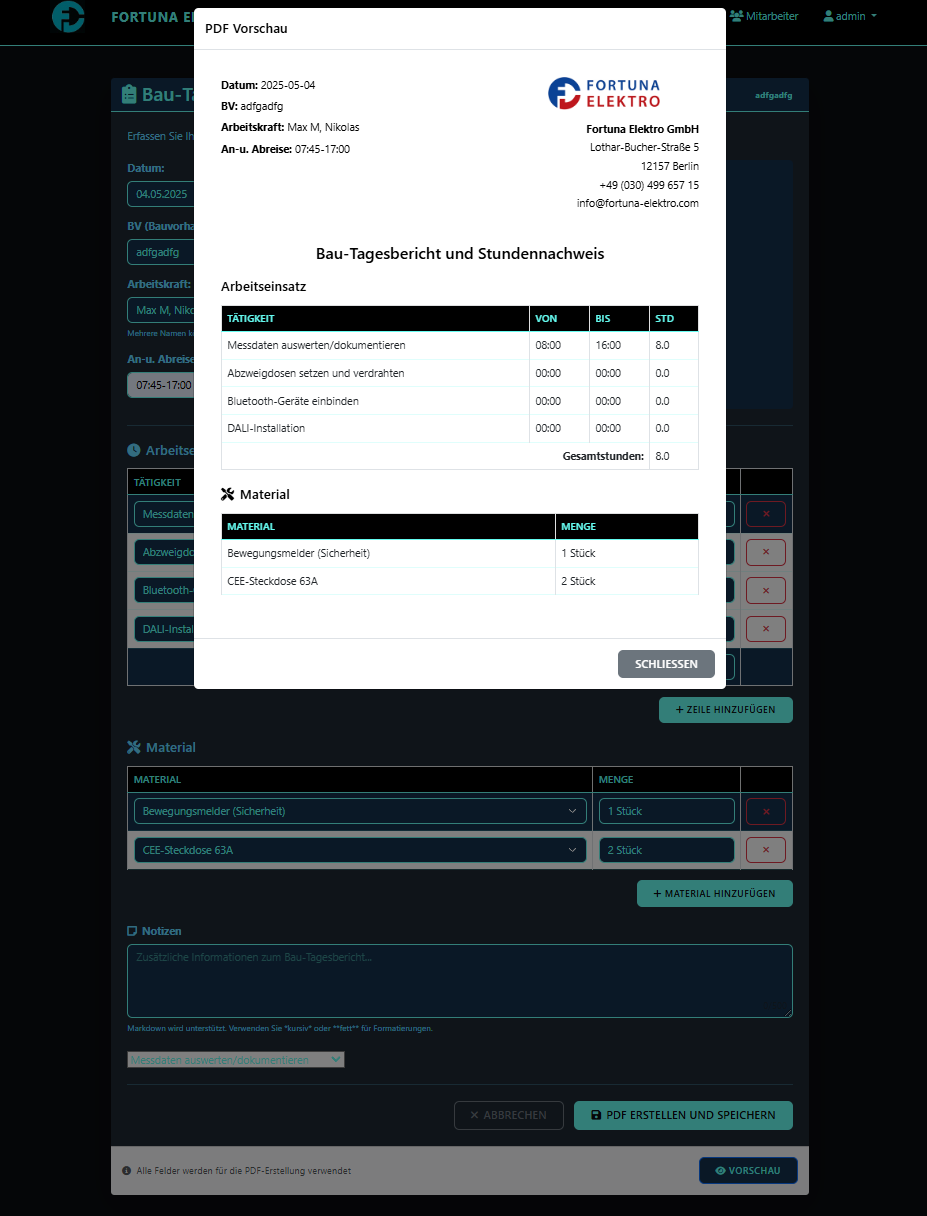 FORTUNA
Mitarbeiter
admin
PDF Vorschau
Datum: 2025-05-04
BV: adfgadfg
Arbeitskraft: Max M, Nikolas
An-u. Abreise: 07:45-17:00
FORTUNA
ELEKTRO
Fortuna Elektro GmbH
Lothar-Bucher-Straße 5
12157 Berlin
+49 (030) 499 657 15
info@fortuna-elektro.com
Bau-Tagesbericht und Stundennachweis
Arbeitseinsatz
TÄTIGKEIT VON BIS STD
Messdaten auswerten/dokumentieren 08:00 16:00 8.0
Abzweigdosen setzen und verdrahten 00:00 00:00 0.0
Bluetooth-Geräte einbinden 00:00 00:00 0.0
DALI-Installation 00:00 00:00 0.0
Gesamtstunden: 8.0
Material
MATERIAL MENGE
Bewegungsmelder (Sicherheit) 1 Stück
CEE-Steckdose 63A 2 Stück
SCHLIESSEN
Bau-T
adfgadfg
Erfassen Sie Ih
Datum:
04.05.2025
BV (Bauvorha
adfgadfg
Arbeitskraft:
Max M, Niko
Mehrere Namen k
An-u. Abreise
07:45-17:00
Arbeitse
TÄTIGKEIT
Messdaten
Abzweigdo
Bluetooth-
DALI-Instal
+ ZEILE HINZUFÜGEN
Material
MATERIAL MENGE
Bewegungsmelder (Sicherheit) 1 Stück
CEE-Steckdose 63A 2 Stück
+ MATERIAL HINZUFÜGEN
Notizen
Zusätzliche Informationen zum Bau-Tagesbericht...
Markdown wird unterstützt. Verwenden Sie *kursiv* oder **fett** für Formatierungen.
Messdaten auswerten/dokumentieren
ABBRECHEN
PDF ERSTELLEN UND SPEICHERN
Alle Felder werden für die PDF-Erstellung verwendet
VORSCHAU